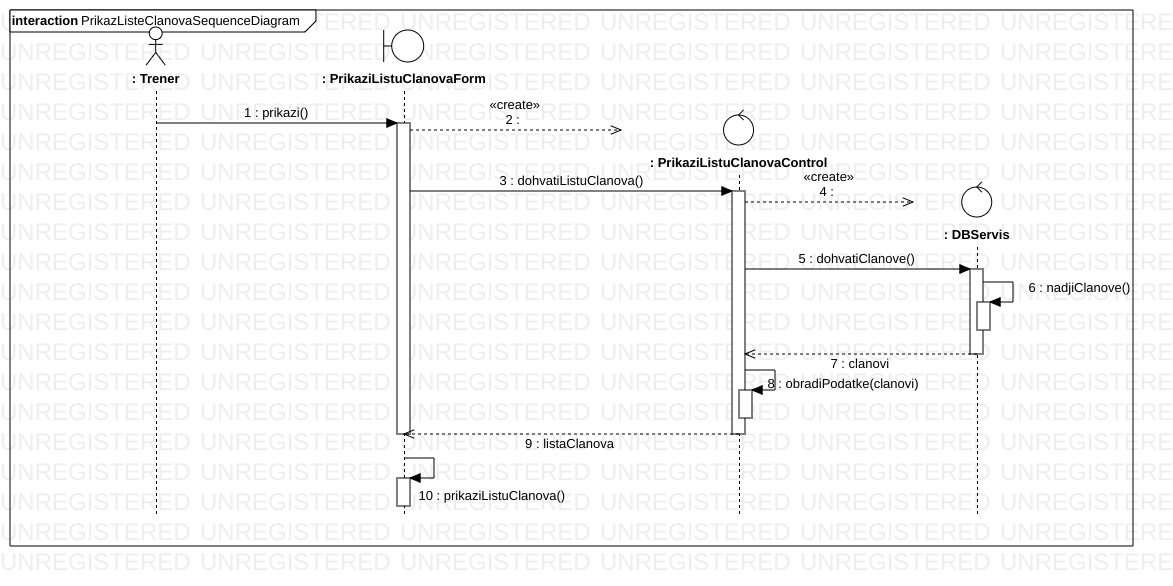 interaction PrikazListeClanovaSequenceDiagram
: Trener
: PrikaziListuClanovaForm
1 : prikazi()
«create»
2 :
: PrikaziListuClanovaControl
3 : dohvatiListuClanova()
«create»
4 :
: DBServis
5 : dohvatiClanove()
6 : nadjiClanove()
7 : clanovi
8 : obradiPodatke(clanovi)
9 : listaClanova
10 : prikaziListuClanova()
UNREGISTERED UNREGISTERED UNREGISTERED UNREGISTERED UNREGISTERED UNREGISTERED